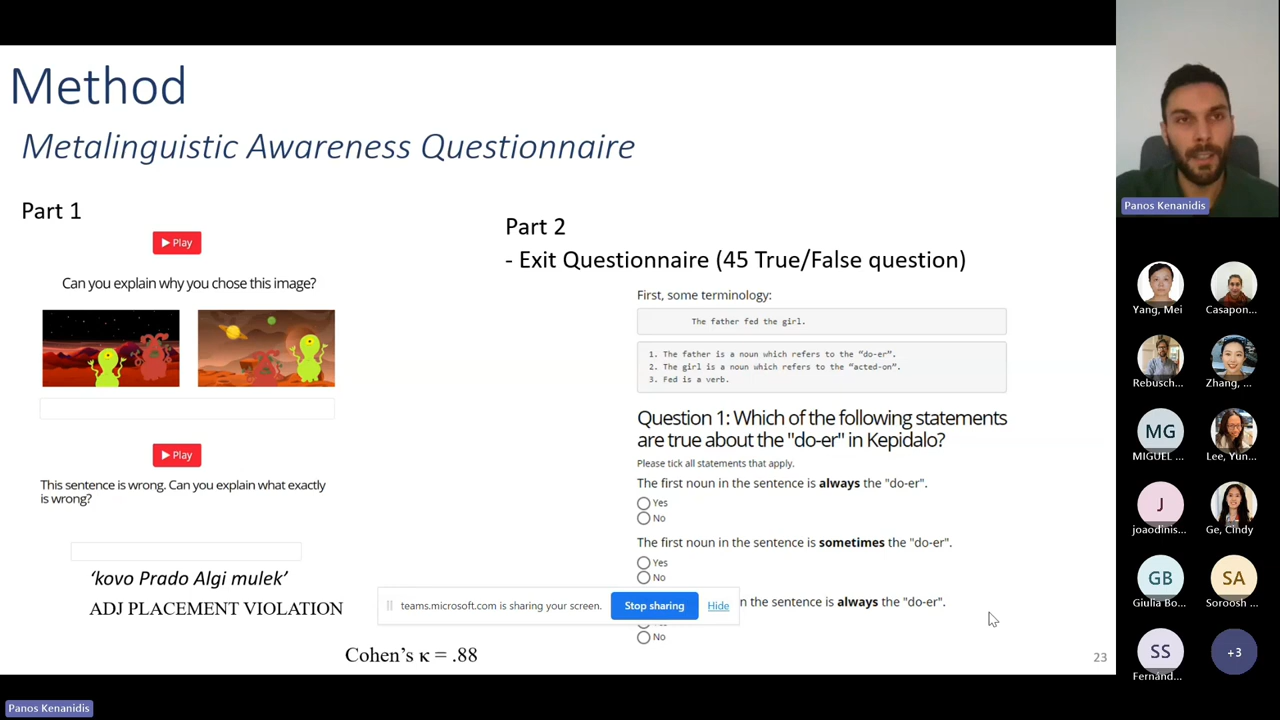 Method
Metalinguistic Awareness Questionnaire
Part 1
Play
Can you explain why you chose this image?
Play
This sentence is wrong. Can you explain what exactly
is wrong?
‘kovo Prado Algi mulek’
ADJ PLACEMENT VIOLATION
Cohen’s κ = .88
Part 2
- Exit Questionnaire (45 True/False question)
First, some terminology:
The father fed the girl.
1. The father is a noun which refers to the “do-er”.
2. The girl is a noun which refers to the “acted-on”.
3. Fed is a verb.
Question 1: Which of the following statements
are true about the "do-er" in Kepidalo?
Please tick all statements that apply.
The first noun in the sentence is always the "do-er".
Yes
No
The first noun in the sentence is sometimes the "do-er".
Yes
No
n in the sentence is always the "do-er".
No
teams.microsoft.com is sharing your screen.
Stop sharing
Hide
23
Panos Kenanidis
Yang, Mei
Casapon...
Rebusch...
Zhang, ...
MG
MIGUEL ...
Lee, Yun...
J
joaodinis...
Ge, Cindy
GB
Giulia Bo...
SA
Soroosh ...
SS
Fernánd...
+3
Panos Kenanidis